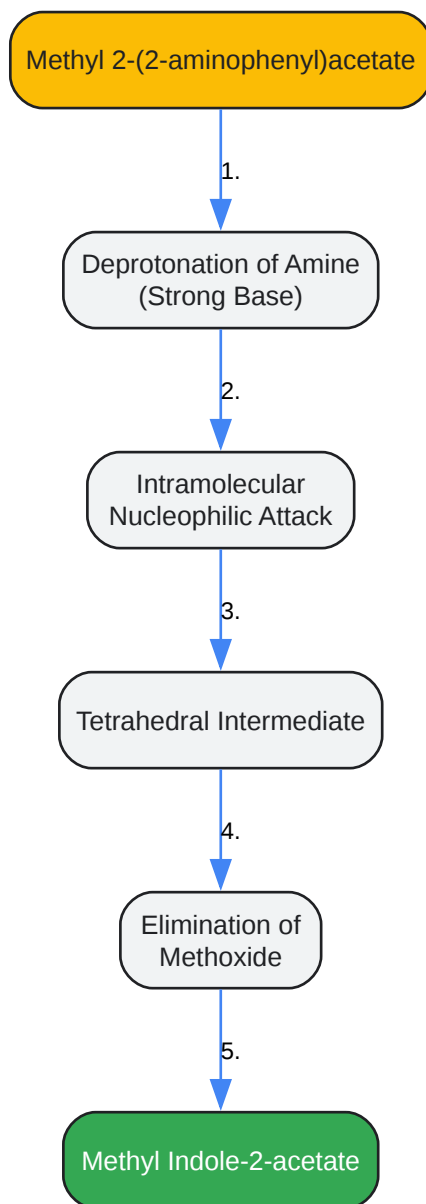 Methyl 2-(2-aminophenyl)acetate
1.
Deprotonation of Amine
(Strong Base)
2.
Intramolecular
Nucleophilic Attack
3.
Tetrahedral Intermediate
4.
Elimination of
Methoxide
5.
Methyl Indole-2-acetate